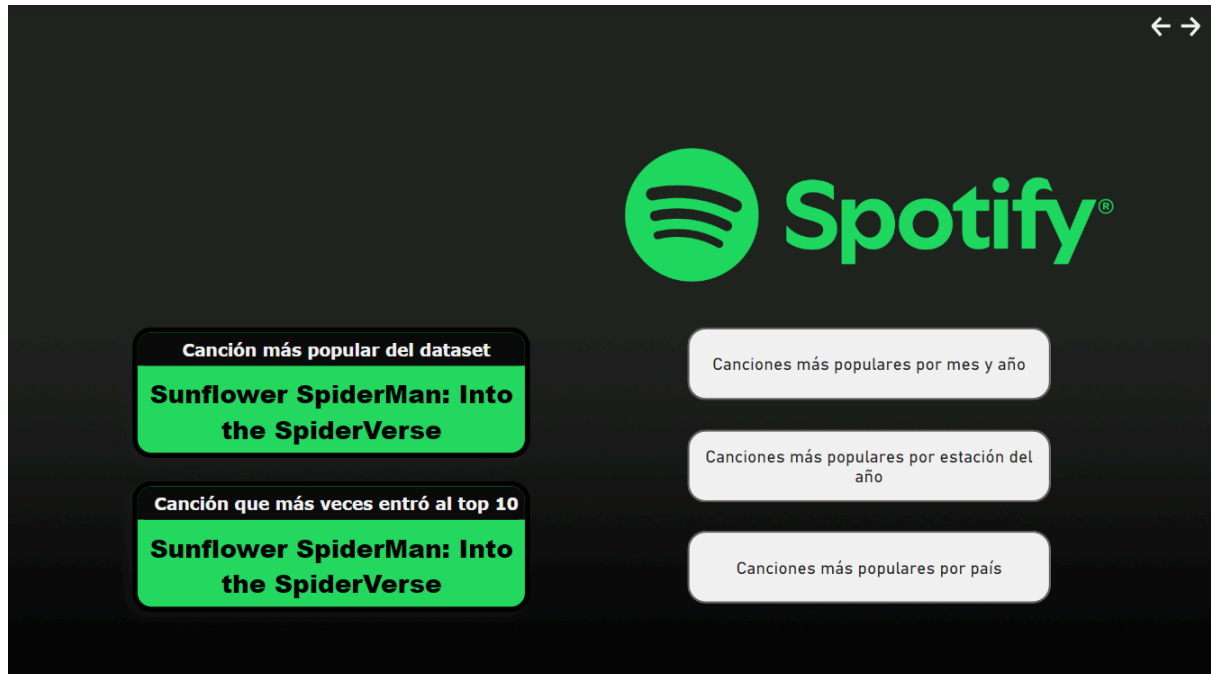 Spotify®
Canción más popular del dataset
Sunflower SpiderMan: Into
the SpiderVerse
Canción que más veces entró al top 10
Sunflower SpiderMan: Into
the SpiderVerse
Canciones más populares por mes y año
Canciones más populares por estación del
año
Canciones más populares por país